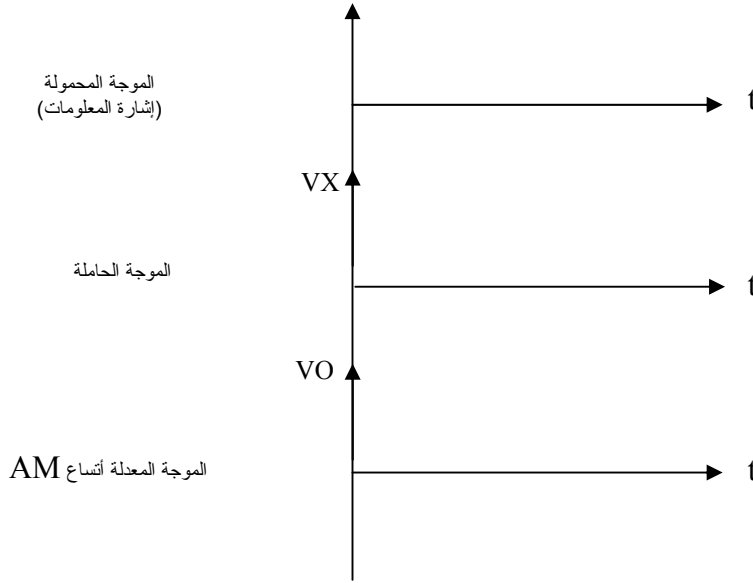 الموجة المحمولة
(إشارة المعلومات)
t
VX
الموجة الحاملة
t
VO
الموجة المعدلة أتساع AM
t